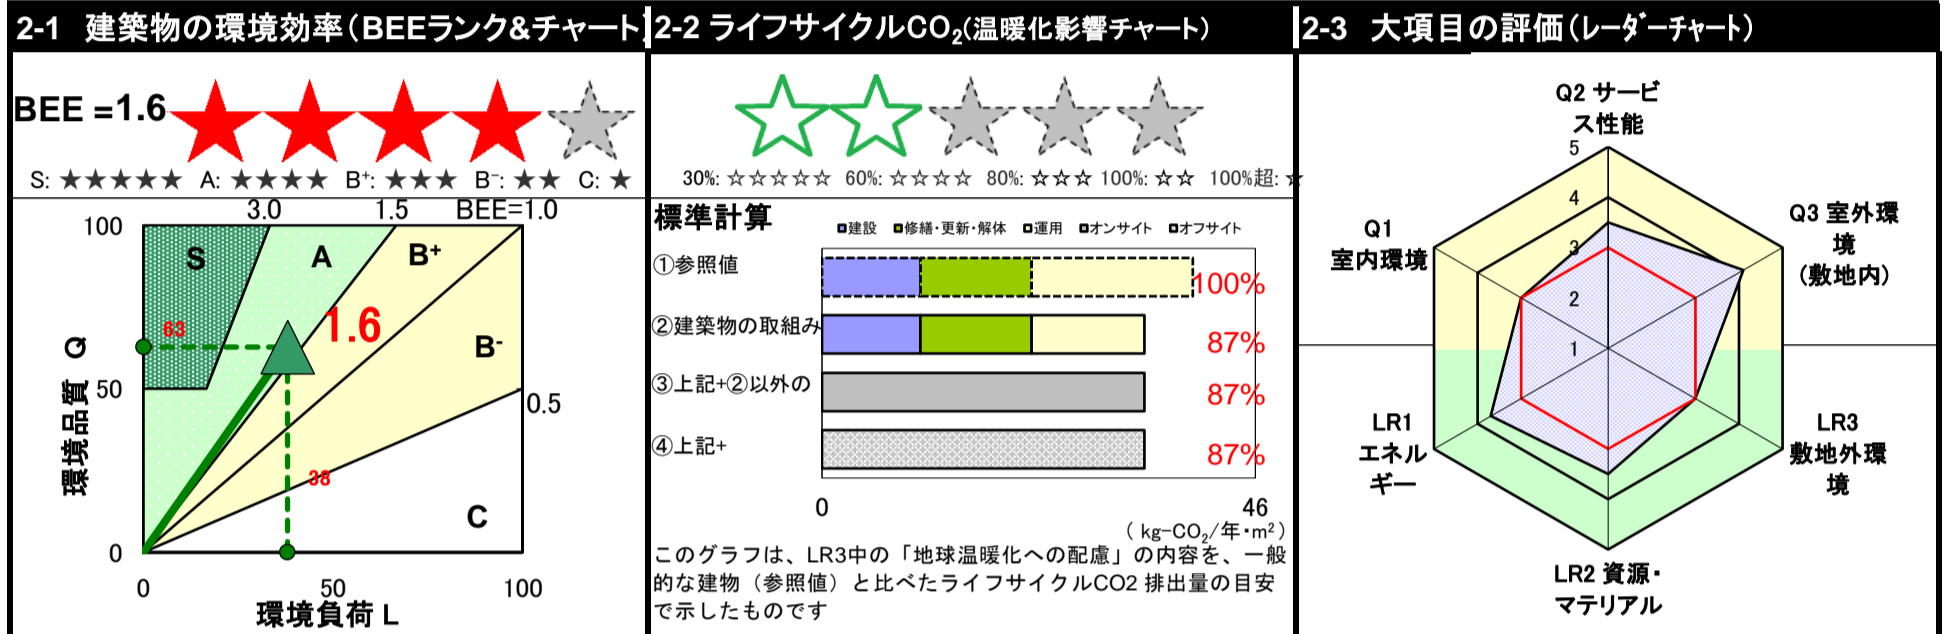 2-1 建築物の環境効率(BEEランク&チャート)
BEE =1.6
S: ★★★★★ A: ★★★★ B⁺: ★★★ B⁻: ★★ C: ★
3.0 1.5 BEE=1.0
100
S
A
B⁺
63
1.6
B⁻
環境品質 Q
50
0.5
38
C
0
0 50 100
環境負荷 L
2-2 ライフサイクルCO₂(温暖化影響チャート)
30%: ☆☆☆☆☆ 60%: ☆☆☆☆ 80%: ☆☆☆ 100%: ☆☆ 100%超: ☆
標準計算
建設 修繕・更新・解体 運用 オンサイト オフサイト
①参照値 100%
②建築物の取組み 87%
③上記+②以外の 87%
④上記+ 87%
0 46
( kg-CO₂/年・m² )
このグラフは、LR3中の「地球温暖化への配慮」の内容を、一般
的な建物(参照値)と比べたライフサイクルCO2 排出量の目安
で示したものです
2-3 大項目の評価(レーダーチャート)
Q2 サービ
ス性能
5
4
3
2
1
Q1
室内環境
Q3 室外環
境
(敷地内)
LR1
エネル
ギー
LR3
敷地外環
境
LR2 資源・
マテリアル